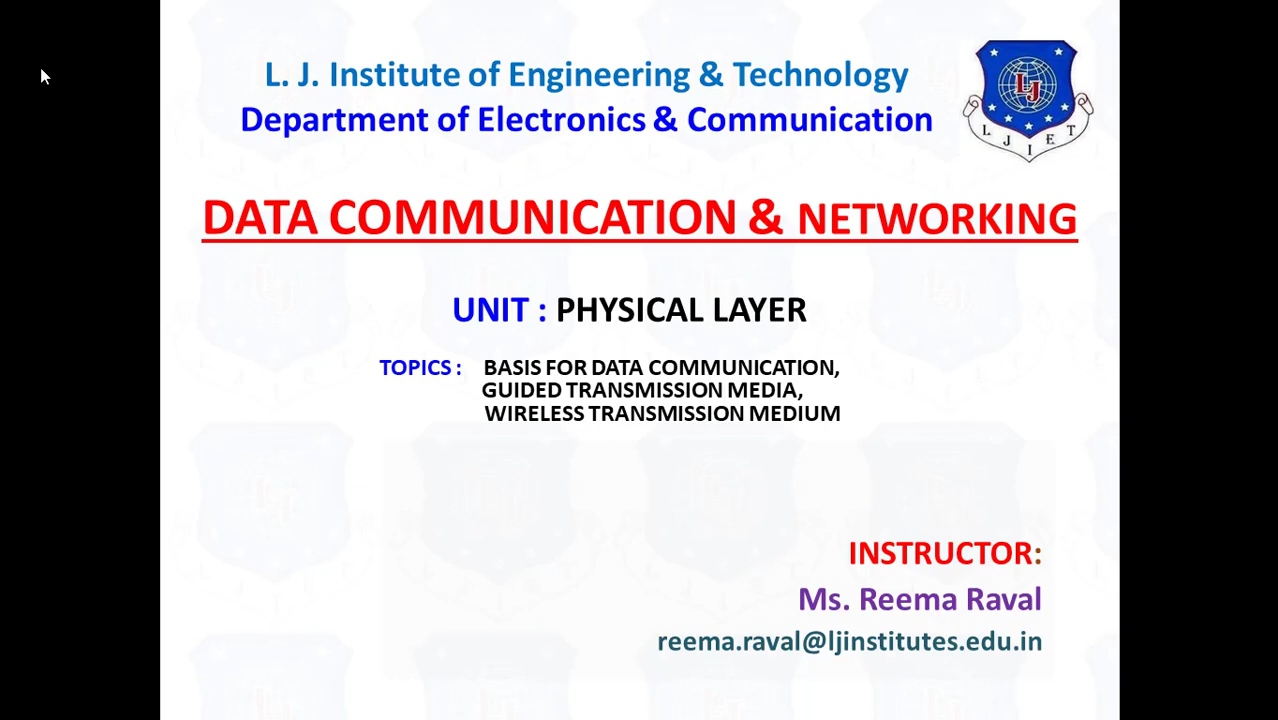 L. J. Institute of Engineering & Technology
Department of Electronics & Communication
LJ
L J I E T
DATA COMMUNICATION & NETWORKING
UNIT : PHYSICAL LAYER
TOPICS : BASIS FOR DATA COMMUNICATION,
GUIDED TRANSMISSION MEDIA,
WIRELESS TRANSMISSION MEDIUM
INSTRUCTOR:
Ms. Reema Raval
reema.raval@ljinstitutes.edu.in